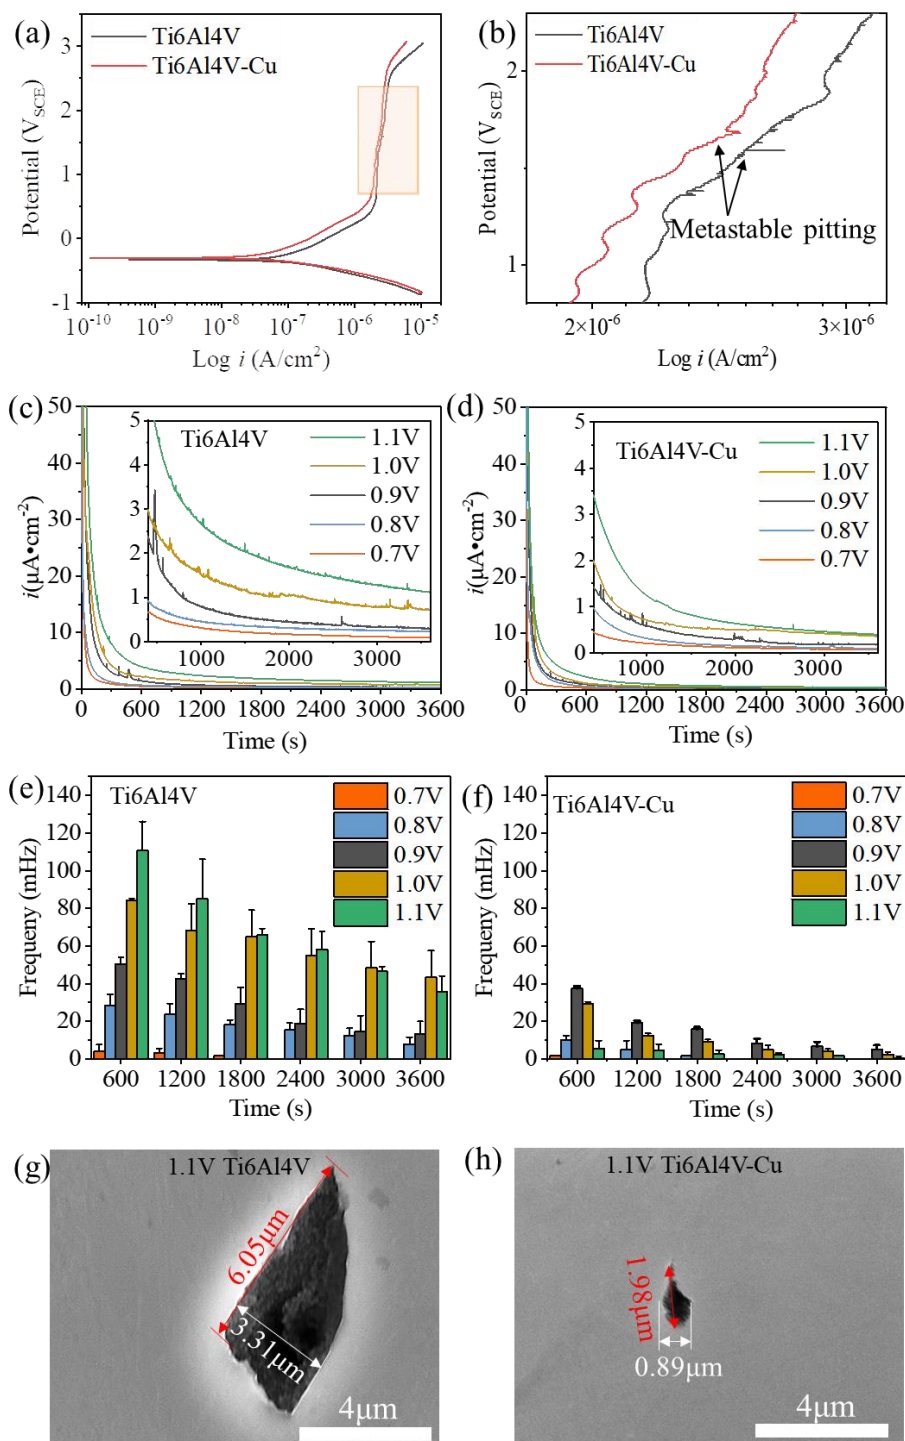 (a)
Ti6Al4V
Ti6Al4V-Cu
Potential (V_SCE)
3
2
1
0
-1
10⁻¹⁰ 10⁻⁹ 10⁻⁸ 10⁻⁷ 10⁻⁶ 10⁻⁵
Log i (A/cm²)
(b)
Ti6Al4V
Ti6Al4V-Cu
Potential (V_SCE)
2
1
Metastable pitting
2×10⁻⁶ 3×10⁻⁶
Log i (A/cm²)
(c)
i(μA•cm⁻²)
50
40
30
20
10
0
Ti6Al4V
1.1V
1.0V
0.9V
0.8V
0.7V
5
4
3
2
1
0
1000 2000 3000
0 600 1200 1800 2400 3000 3600
Time (s)
(d)
i(μA•cm⁻²)
50
40
30
20
10
0
Ti6Al4V-Cu
1.1V
1.0V
0.9V
0.8V
0.7V
5
4
3
2
1
0
1000 2000 3000
0 600 1200 1800 2400 3000 3600
Time (s)
(e)
Ti6Al4V
Frequeny (mHz)
140
120
100
80
60
40
20
0
0.7V
0.8V
0.9V
1.0V
1.1V
600 1200 1800 2400 3000 3600
Time (s)
(f)
Ti6Al4V-Cu
Frequeny (mHz)
140
120
100
80
60
40
20
0
0.7V
0.8V
0.9V
1.0V
1.1V
600 1200 1800 2400 3000 3600
Time (s)
(g)
1.1V Ti6Al4V
6.05μm
3.31μm
4μm
(h)
1.1V Ti6Al4V-Cu
1.98μm
0.89μm
4μm